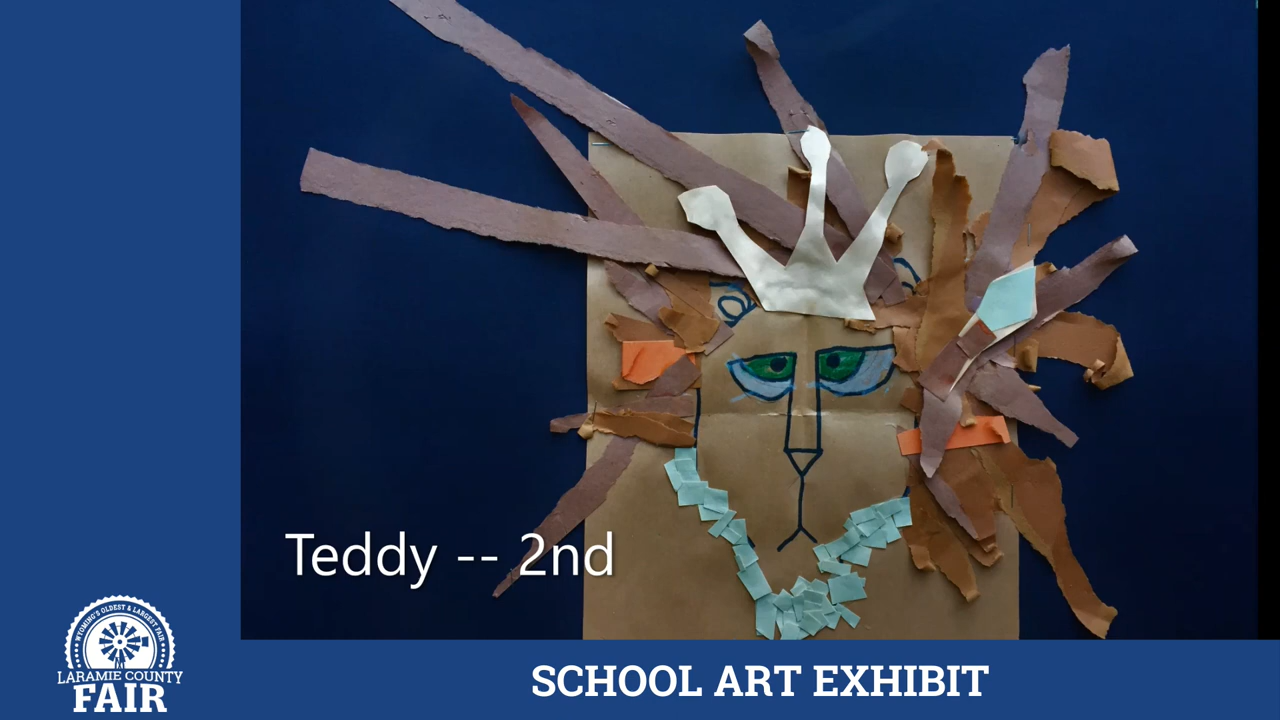 Teddy -- 2nd
WYOMING'S OLDEST & LARGEST FAIR
LARAMIE COUNTY
FAIR
SCHOOL ART EXHIBIT